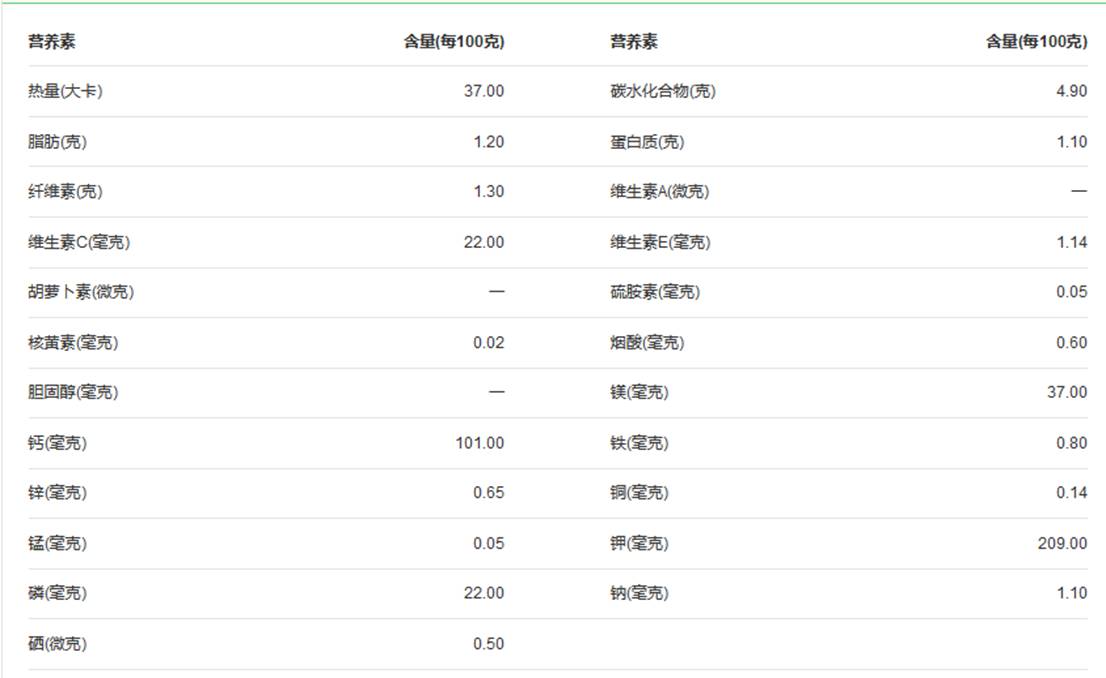 营养素 含量(每100克) 营养素 含量(每100克)
热量(大卡) 37.00 碳水化合物(克) 4.90
脂肪(克) 1.20 蛋白质(克) 1.10
纤维素(克) 1.30 维生素A(微克) —
维生素C(毫克) 22.00 维生素E(毫克) 1.14
胡萝卜素(微克) — 硫胺素(毫克) 0.05
核黄素(毫克) 0.02 烟酸(毫克) 0.60
胆固醇(毫克) — 镁(毫克) 37.00
钙(毫克) 101.00 铁(毫克) 0.80
锌(毫克) 0.65 铜(毫克) 0.14
锰(毫克) 0.05 钾(毫克) 209.00
磷(毫克) 22.00 钠(毫克) 1.10
硒(微克) 0.50